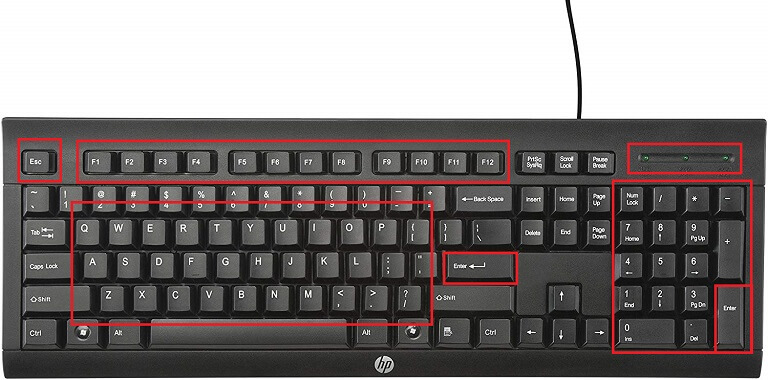 Esc F1 F2 F3 F4 F5 F6 F7 F8 F9 F10 F11 F12 PrtSc SysRq Scroll Lock Pause Break
~ ! @ # $ % ^ & * ( ) - + Back Space Insert Home Page Up Num Lock / * -
1 2 3 4 5 6 7 8 9 0
Tab Q W E R T Y U I O P { [ } ] | \ Delete End Page Down 7 Home 8 ↑ 9 Pg Up +
Caps Lock A S D F G H J K L : ; Enter 4 ← 5 6 →
⇧Shift Z X C V B N M < , > . ? / ⇧Shift ↑ 1 End 2 ↓ 3 Pg Dn Enter
Ctrl Alt Alt Ctrl ← ↓ → 0 Ins . Del
hp